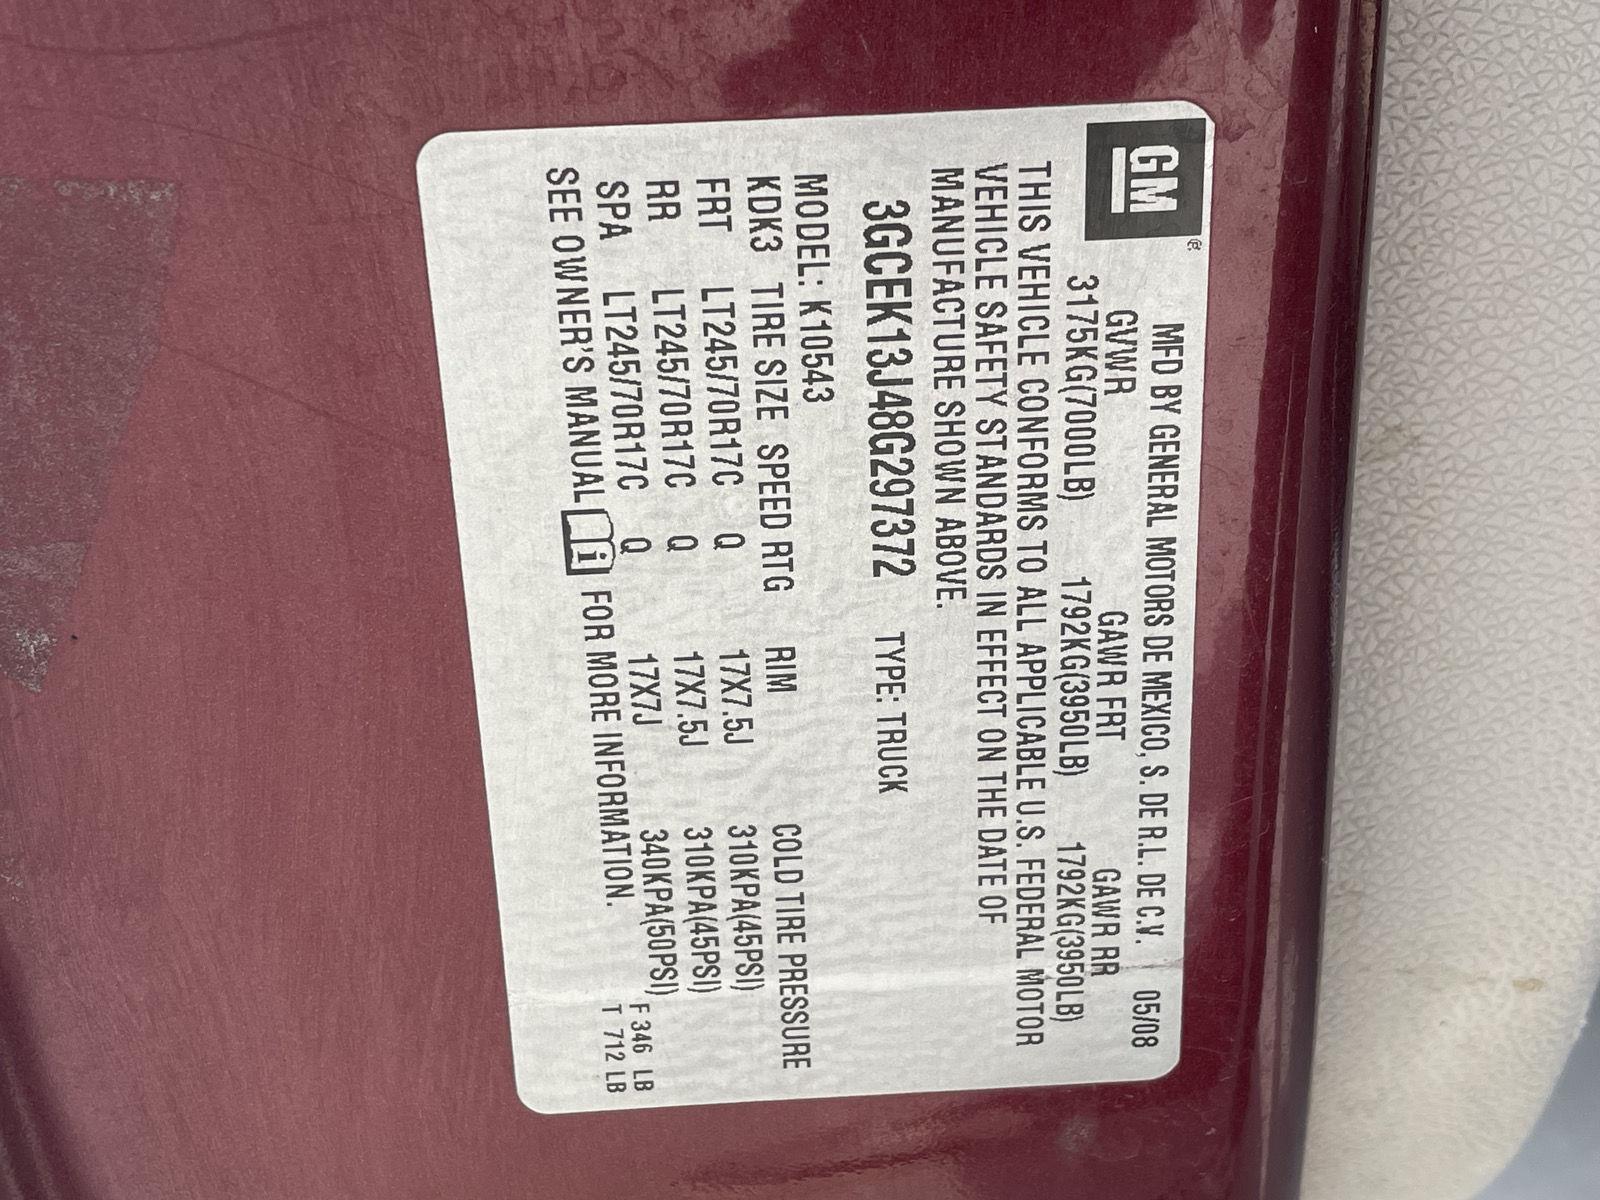 GM®
MFD BY GENERAL MOTORS DE MEXICO, S. DE R.L. DE C.V. 05/08
GVWR GAWR FRT GAWR RR
3175KG(7000LB) 1792KG(3950LB) 1792KG(3950LB)
THIS VEHICLE CONFORMS TO ALL APPLICABLE U.S. FEDERAL MOTOR
VEHICLE SAFETY STANDARDS IN EFFECT ON THE DATE OF
MANUFACTURE SHOWN ABOVE.
3GCEK13J48G297372 TYPE: TRUCK
MODEL: K10543
KDK3 TIRE SIZE SPEED RTG RIM COLD TIRE PRESSURE
FRT LT245/70R17C Q 17X7.5J 310KPA(45PSI)
RR LT245/70R17C Q 17X7.5J 310KPA(45PSI)
SPA LT245/70R17C Q 17X7J 340KPA(50PSI)
SEE OWNER'S MANUAL i FOR MORE INFORMATION.
F 346 LB
T 712 LB